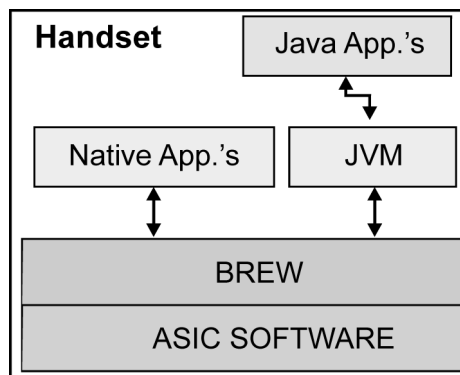 Handset
Java App.'s
Native App.'s
JVM
BREW
ASIC SOFTWARE